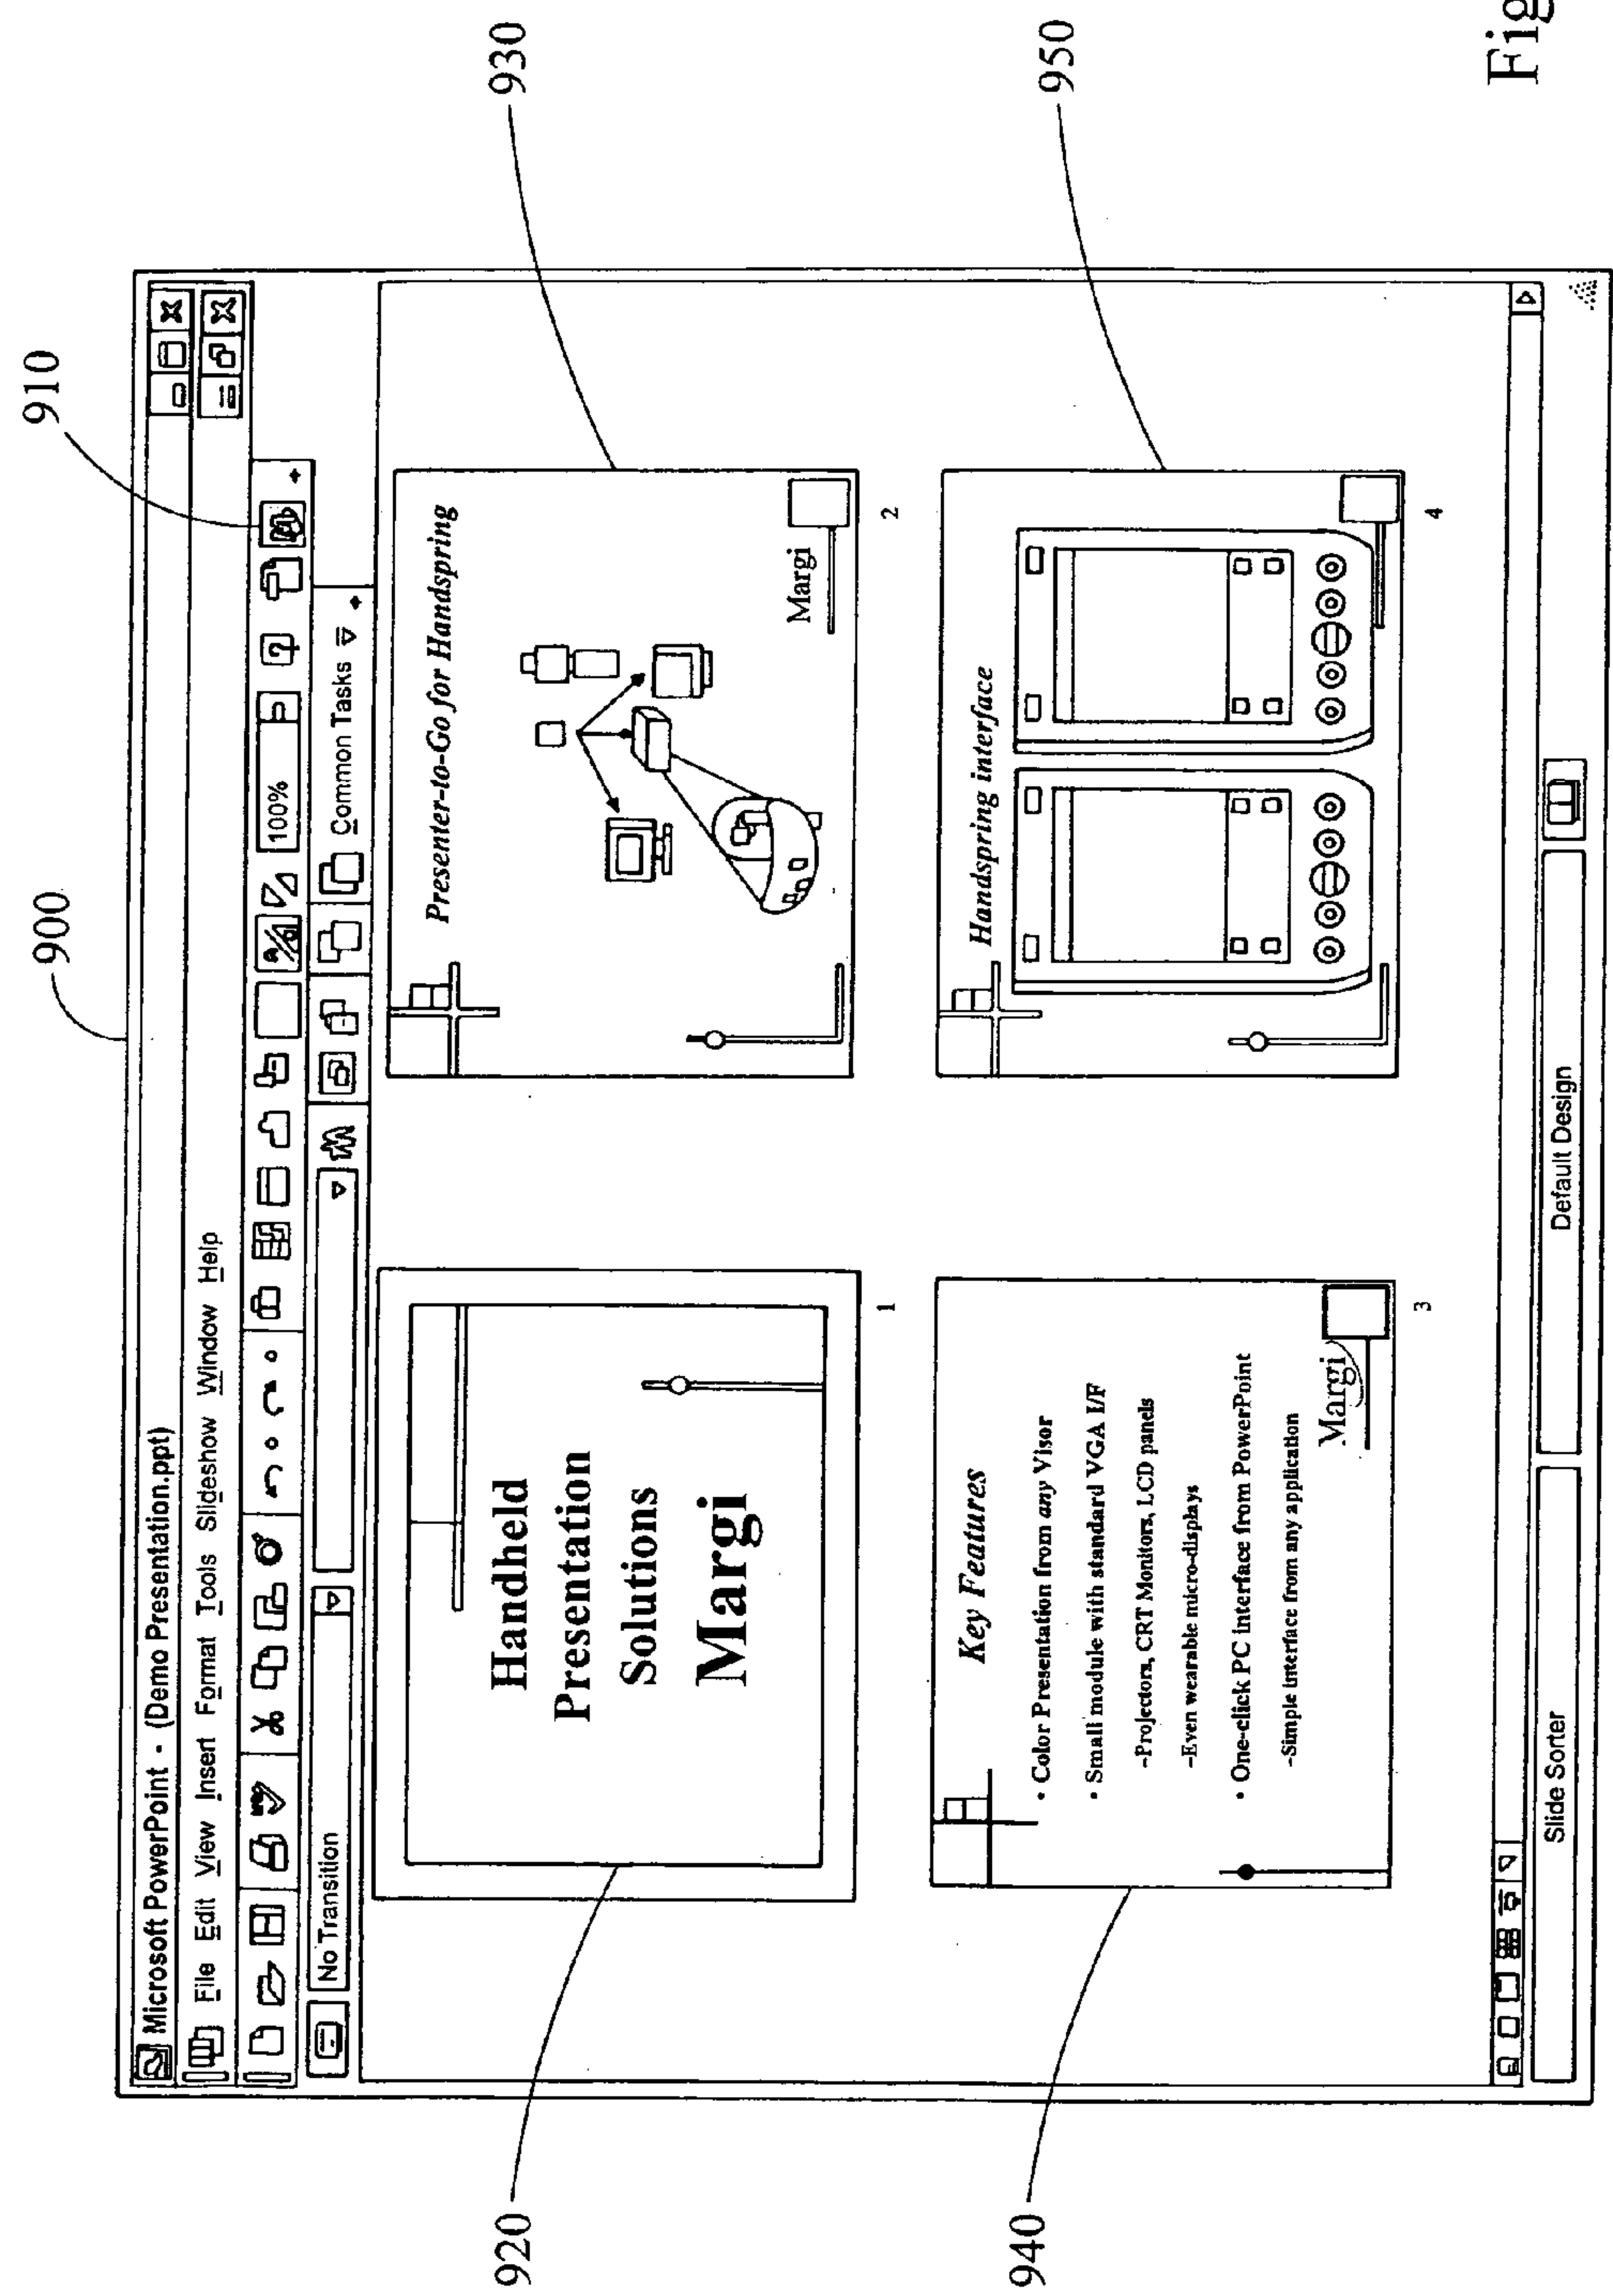 900
910
Microsoft PowerPoint - (Demo Presentation.ppt)
File Edit View Insert Format Tools Slideshow Window Help
100%
No Transition
Common Tasks
920
Handheld
Presentation
Solutions
Margi
1
930
Presenter-to-Go for Handspring
Margi
2
940
Key Features
• Color Presentation from any Visor
• Small module with standard VGA I/F
-Projectors, CRT Monitors, LCD panels
-Even wearable micro-displays
• One-click PC interface from PowerPoint
-Simple interface from any application
Margi
3
950
Handspring interface
4
Slide Sorter
Default Design
Fig